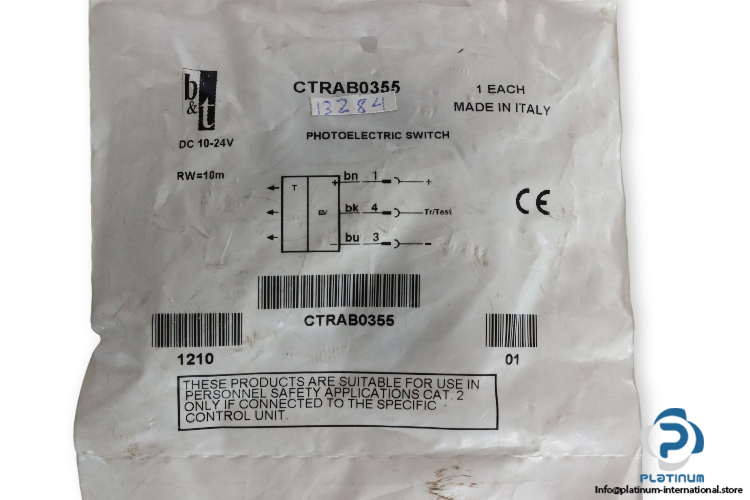 b&l
CTRAB0355
1 EACH
13284
MADE IN ITALY
DC 10-24V
PHOTOELECTRIC SWITCH
RW=10m
T
+
bn 1 +
bk 4 Tr/Test
bu 3 -
CE
CTRAB0355
1210
01
THESE PRODUCTS ARE SUITABLE FOR USE IN
PERSONNEL SAFETY APPLICATIONS CAT. 2
ONLY IF CONNECTED TO THE SPECIFIC
CONTROL UNIT.
PLATINUM
Info@platinum-international.store